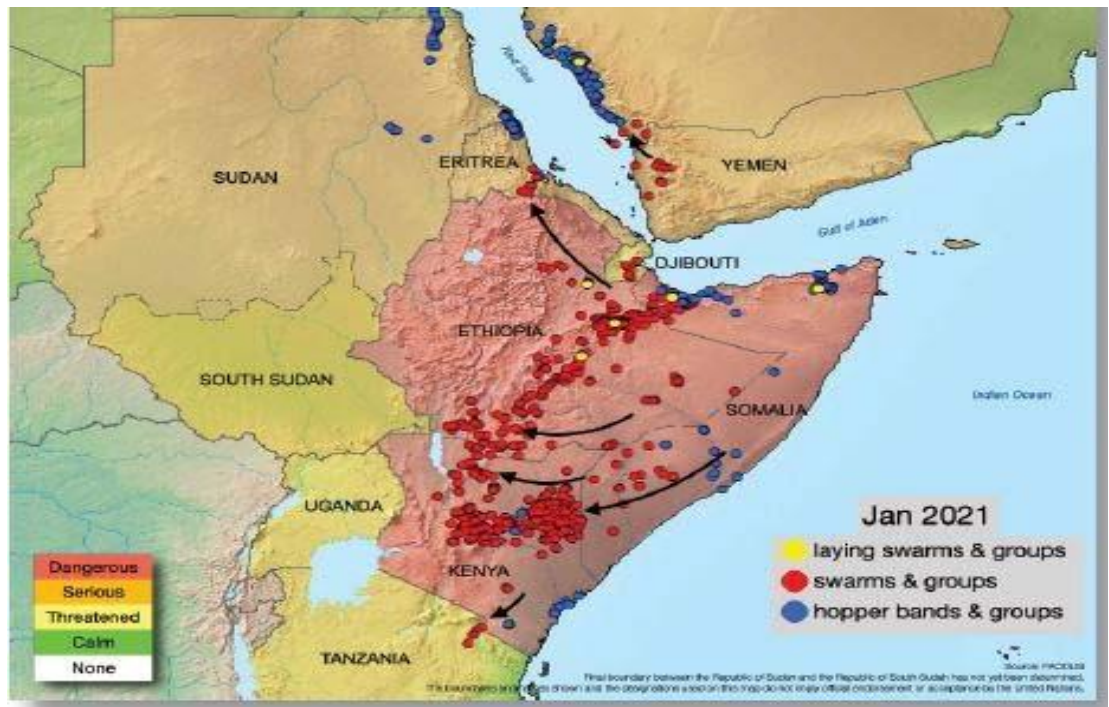 Red Sea
SUDAN
ERITREA
YEMEN
Gulf of Aden
DJIBOUTI
ETHIOPIA
SOUTH SUDAN
SOMALIA
Indian Ocean
UGANDA
KENYA
TANZANIA
Jan 2021
laying swarms & groups
swarms & groups
hopper bands & groups
Dangerous
Serious
Threatened
Calm
None
Source: FAO
Final boundary between the Republic of Sudan and the Republic of South Sudan has not yet been determined.
The boundaries and names shown and the designations used on this map do not imply official endorsement or acceptance by the United Nations.